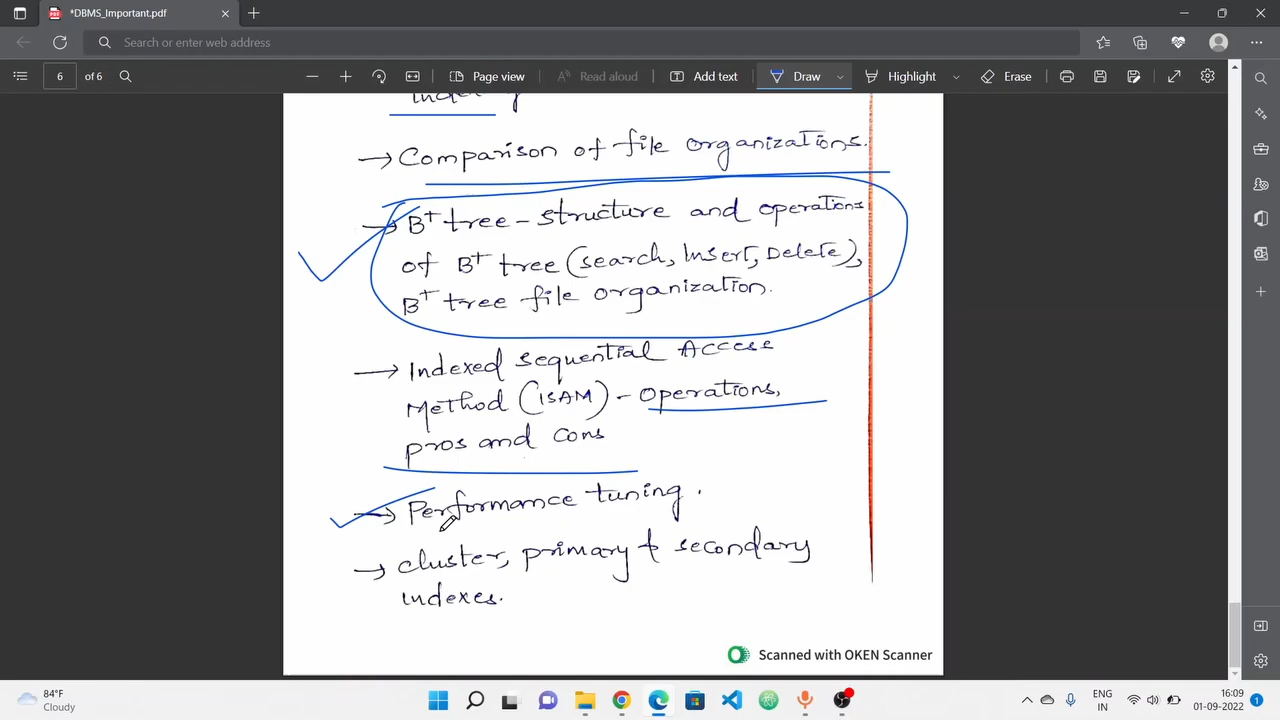 *DBMS_Important.pdf
Search or enter web address
6 of 6 Page view Read aloud Add text Draw Highlight Erase
Indexing
→ Comparison of file organizations.
→ B+ tree - structure and operations
of B+ tree (search, Insert, Delete),
B+ tree file organization.
→ Indexed sequential Access
Method (ISAM) - Operations,
pros and cons
→ Performance tuning.
→ cluster, primary & secondary
indexes.
Scanned with OKEN Scanner
84°F
Cloudy
ENG
IN
16:09
01-09-2022
1